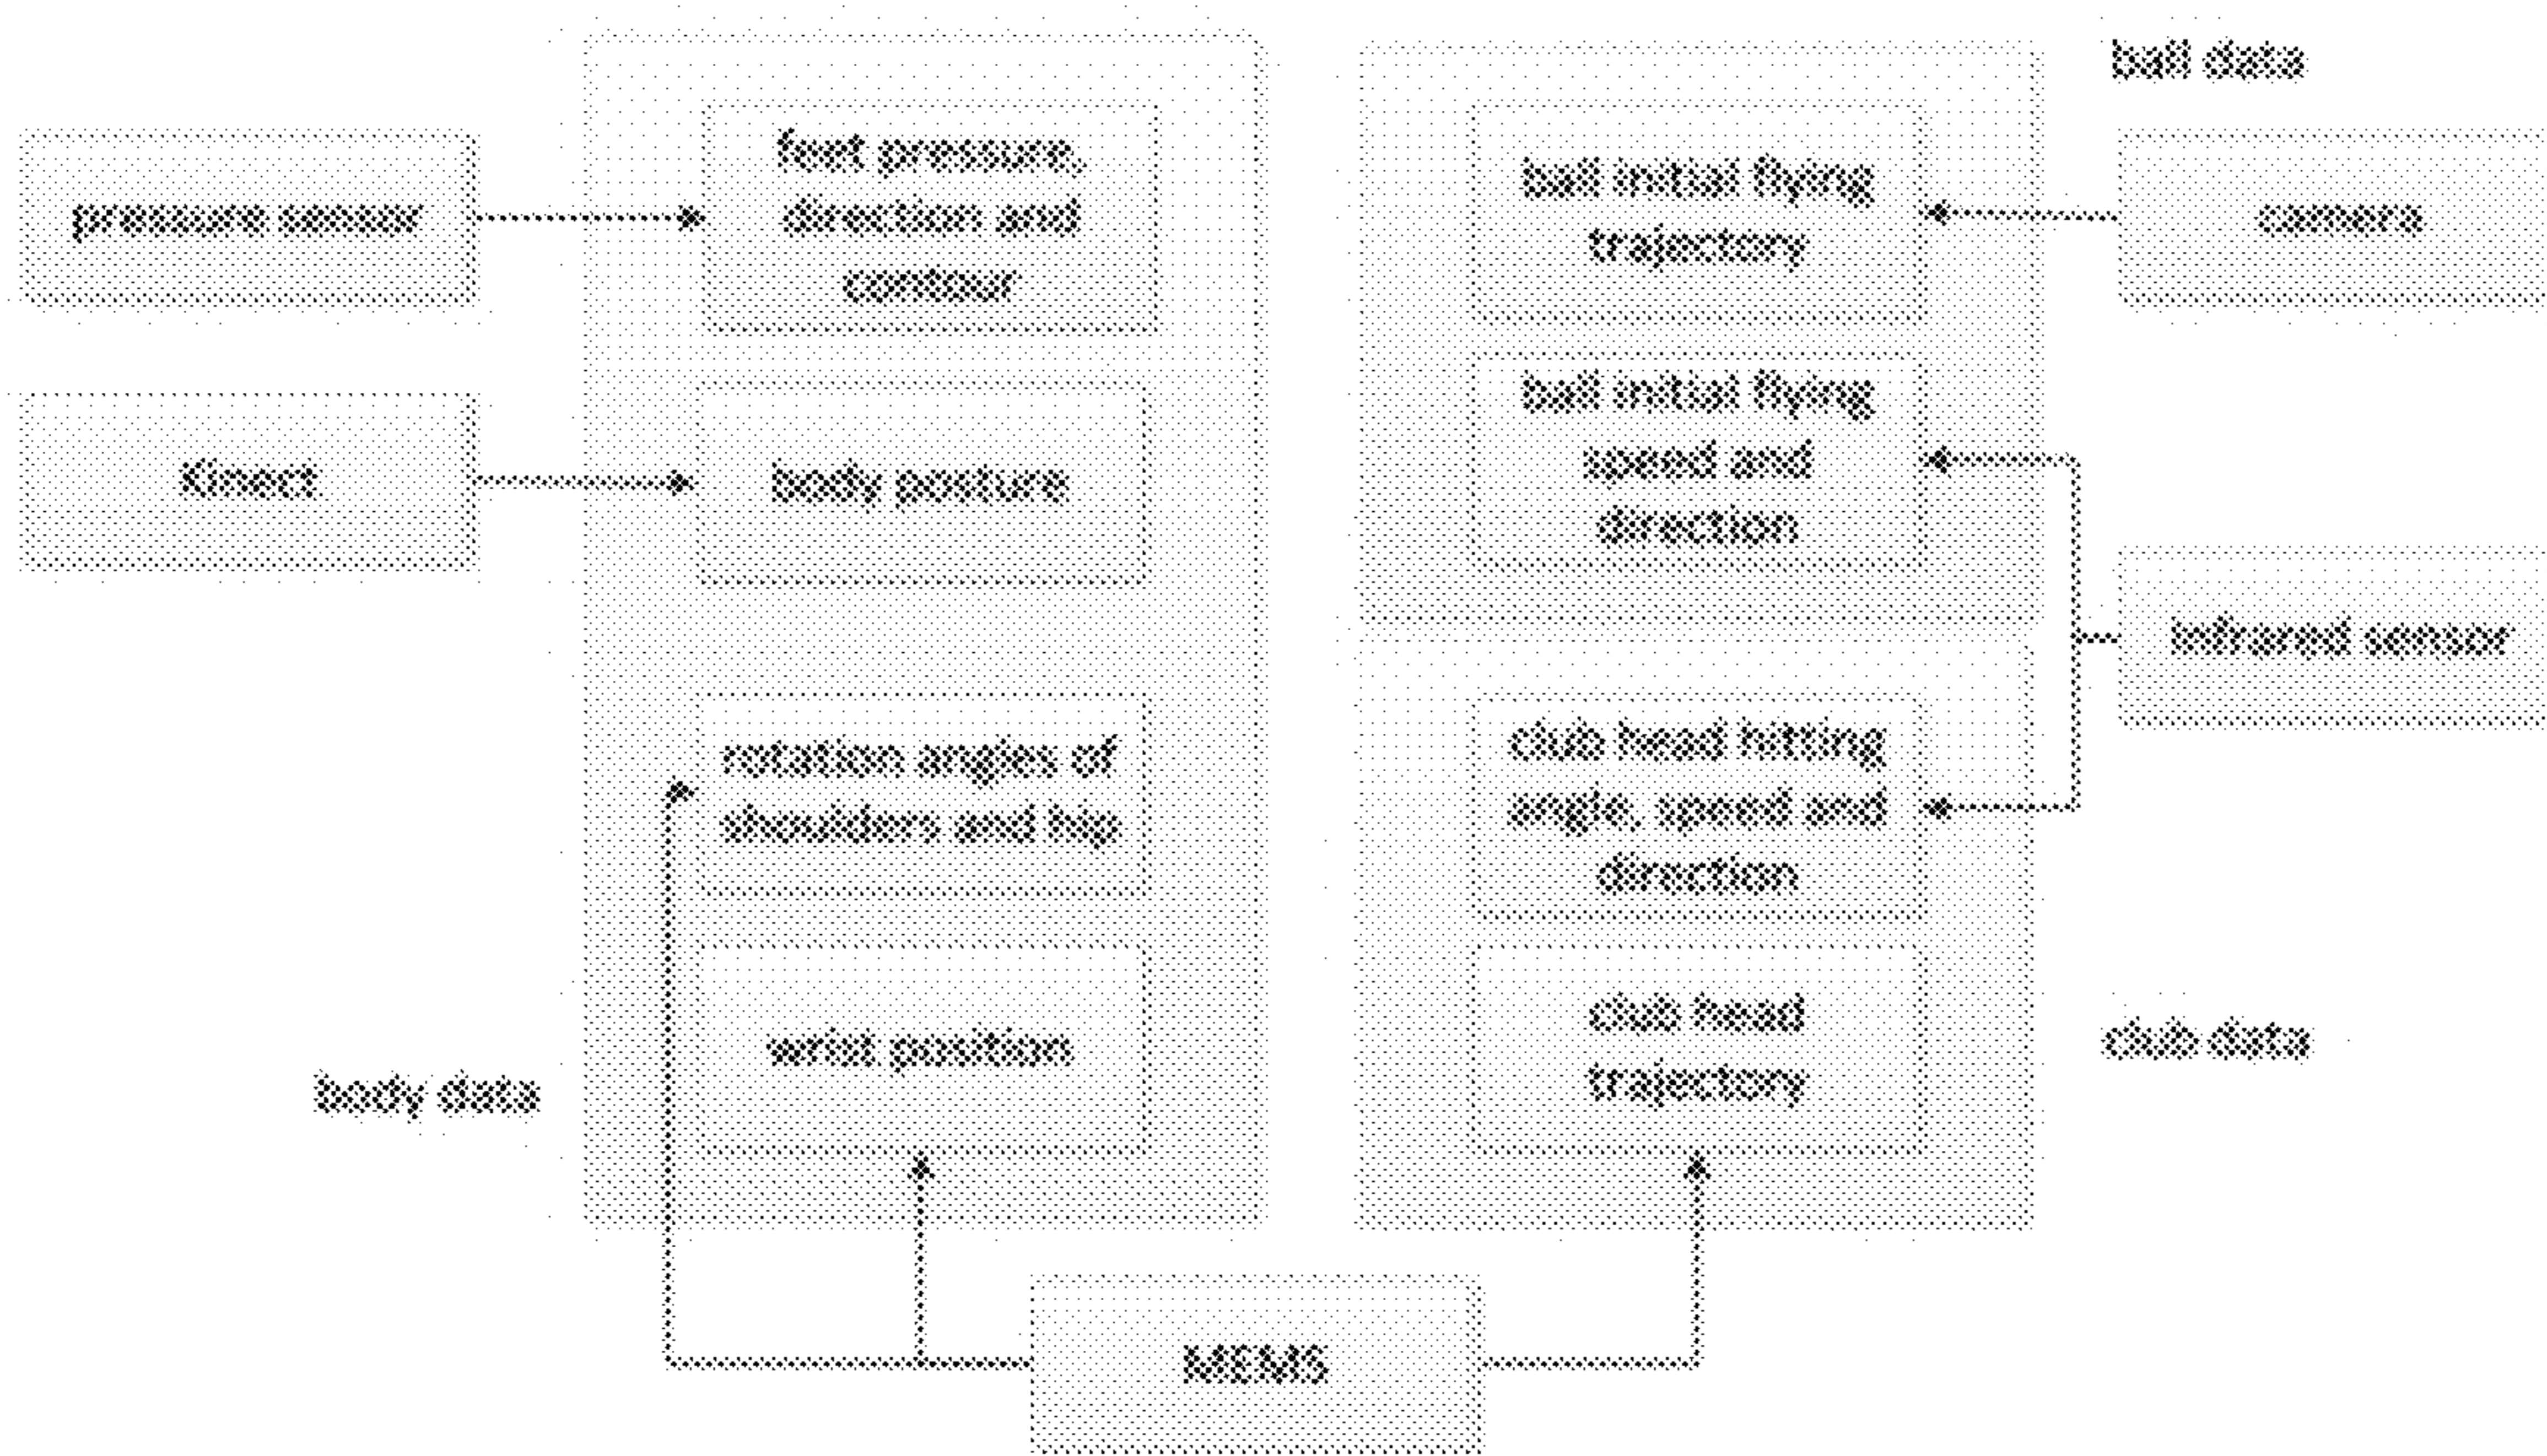 ball data
pressure sensor
feet pressure,
direction and
contour
ball initial flying
trajectory
camera
Kinect
body posture
ball initial flying
speed and
direction
infrared sensor
rotation angles of
shoulders and hip
club head hitting
angle, speed and
direction
wrist position
club head
trajectory
club data
body data
MEMS